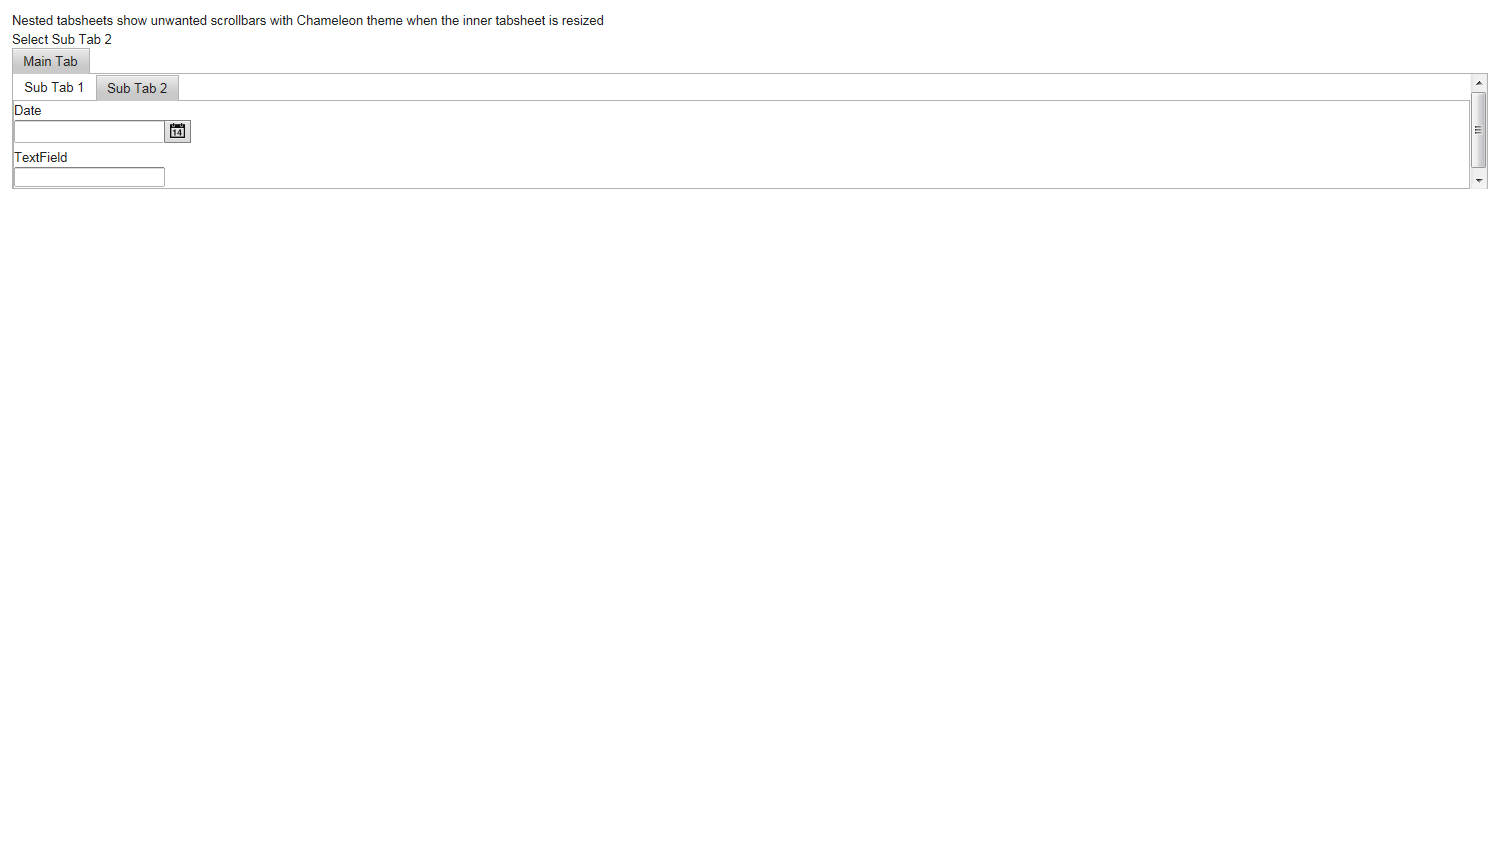 Nested tabsheets show unwanted scrollbars with Chameleon theme when the inner tabsheet is resized
Select Sub Tab 2
Main Tab
Sub Tab 1 Sub Tab 2
Date
14
TextField